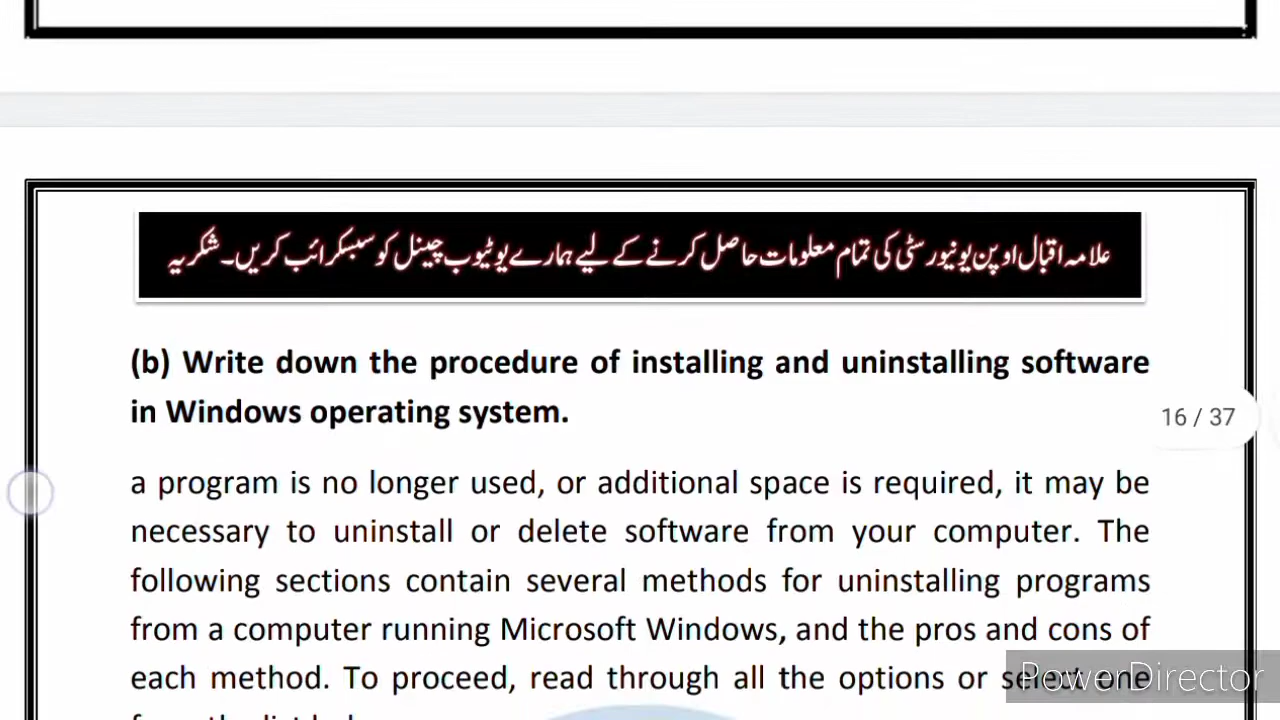 علامہ اقبال اوپن یونیورسٹی کی تمام معلومات حاصل کرنے کے لیے ہمارے یوٹیوب چینل کو سبسکرائب کریں۔ شکریہ
(b) Write down the procedure of installing and uninstalling software
in Windows operating system.
16 / 37
a program is no longer used, or additional space is required, it may be
necessary to uninstall or delete software from your computer. The
following sections contain several methods for uninstalling programs
from a computer running Microsoft Windows, and the pros and cons of
each method. To proceed, read through all the options or select one
PowerDirector